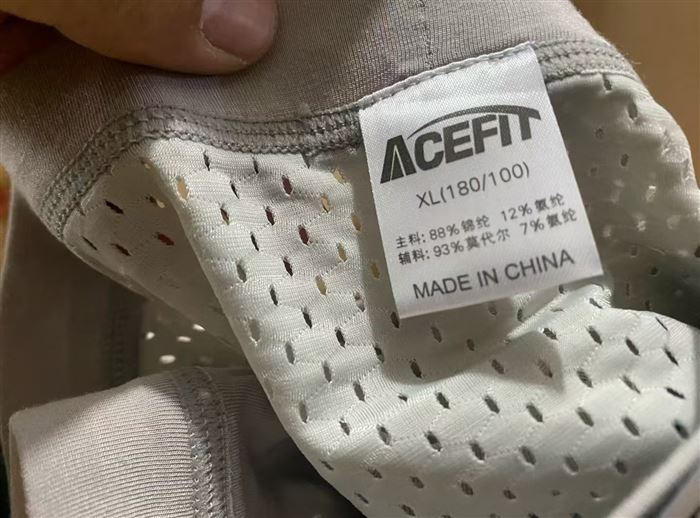 ACEFIT
XL(180/100)
主料: 88%锦纶 12%氨纶
辅料: 93%莫代尔 7%氨纶
MADE IN CHINA